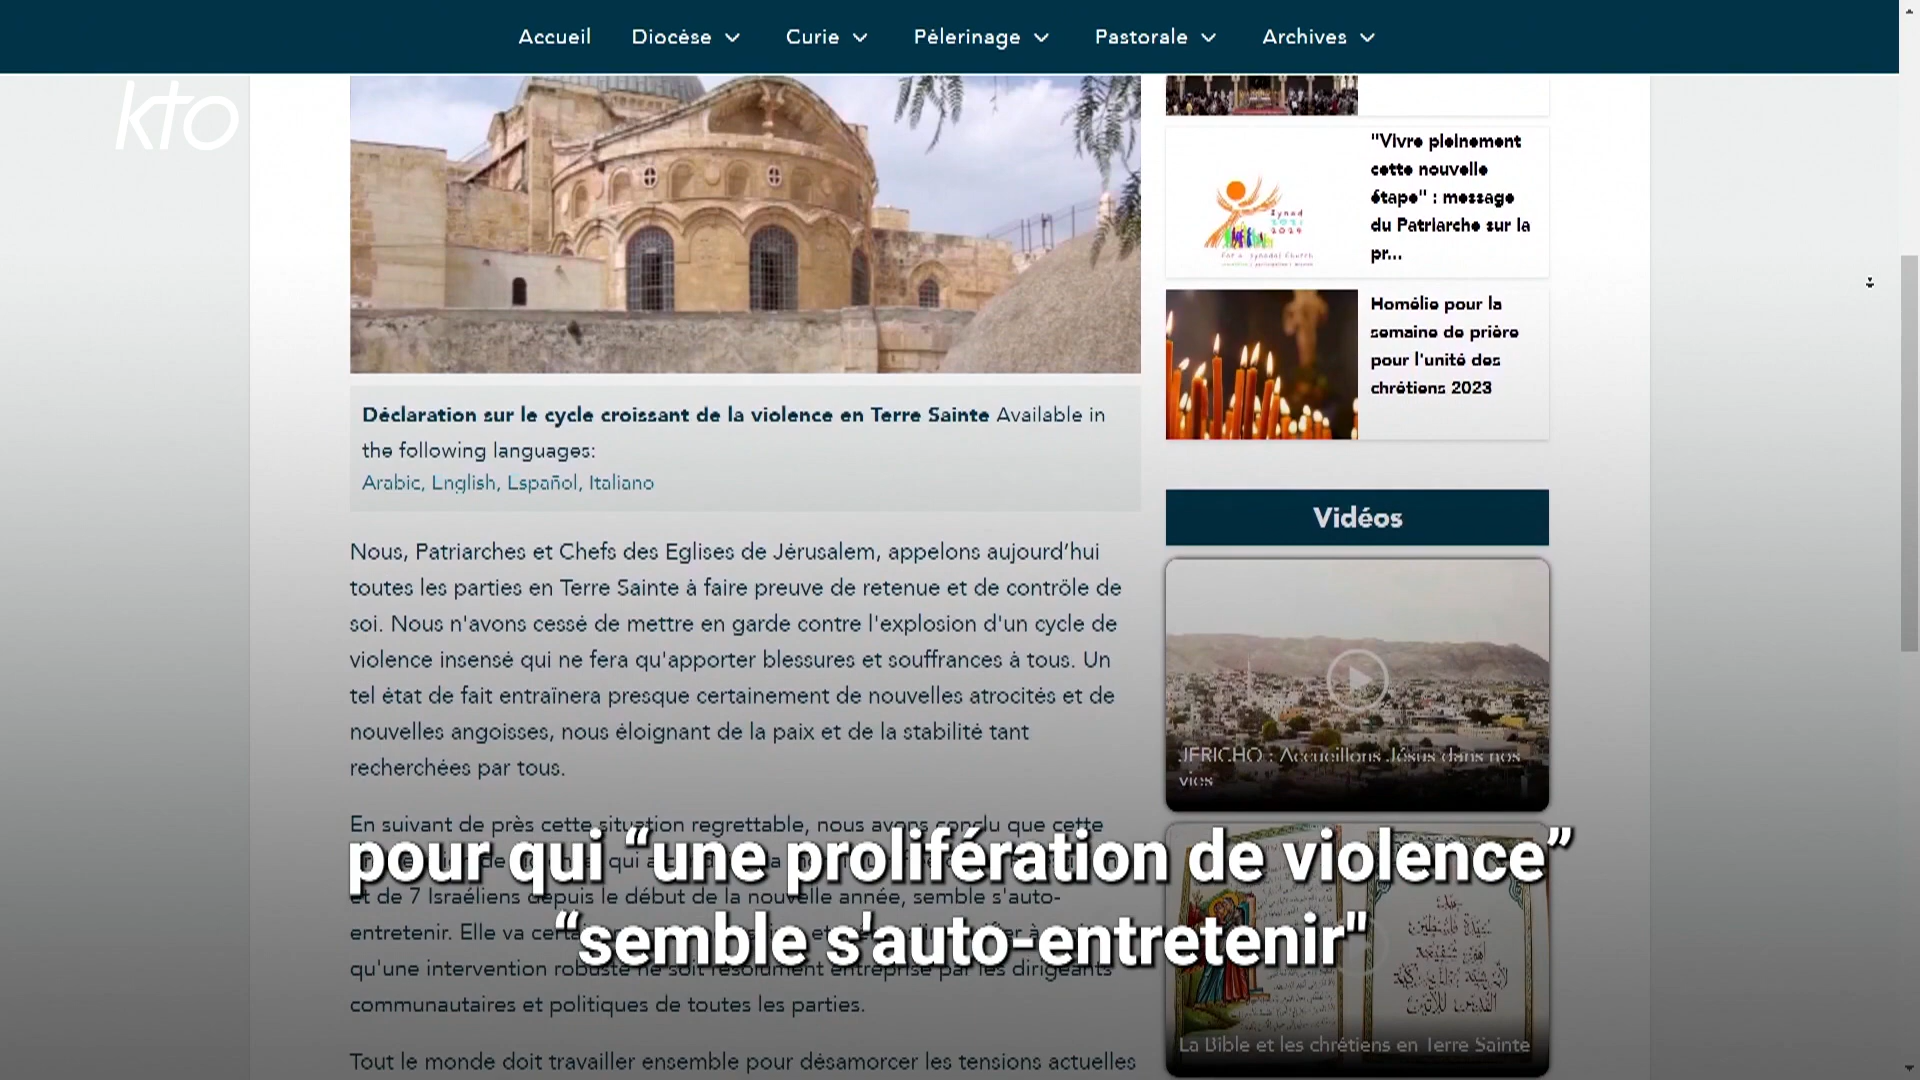 Accueil Diocèse Curie Pèlerinage Pastorale Archives
kto
"Vivre pleinement
cette nouvelle
étape" : message
du Patriarche sur la
pr...
Homélie pour la
semaine de prière
pour l'unité des
chrétiens 2023
Déclaration sur le cycle croissant de la violence en Terre Sainte Available in
the following languages:
Arabic, English, Español, Italiano
Nous, Patriarches et Chefs des Eglises de Jérusalem, appelons aujourd’hui
toutes les parties en Terre Sainte à faire preuve de retenue et de contrôle de
soi. Nous n'avons cessé de mettre en garde contre l'explosion d'un cycle de
violence insensé qui ne fera qu'apporter blessures et souffrances à tous. Un
tel état de fait entraînera presque certainement de nouvelles atrocités et de
nouvelles angoisses, nous éloignant de la paix et de la stabilité tant
recherchées par tous.
En suivant de près cette situation regrettable, nous avons conclu que cette
et de 7 Israéliens depuis le début de la nouvelle année, semble s'auto-
entretenir. Elle va
qu'une intervention robuste ne soit résolument entreprise par les dirigeants
communautaires et politiques de toutes les parties.
Tout le monde doit travailler ensemble pour désamorcer les tensions actuelles
Vidéos
JERICHO : Accueillons Jésus dans nos
vies
La Bible et les chrétiens en Terre Sainte
pour qui “une prolifération de violence”
“semble s'auto-entretenir"